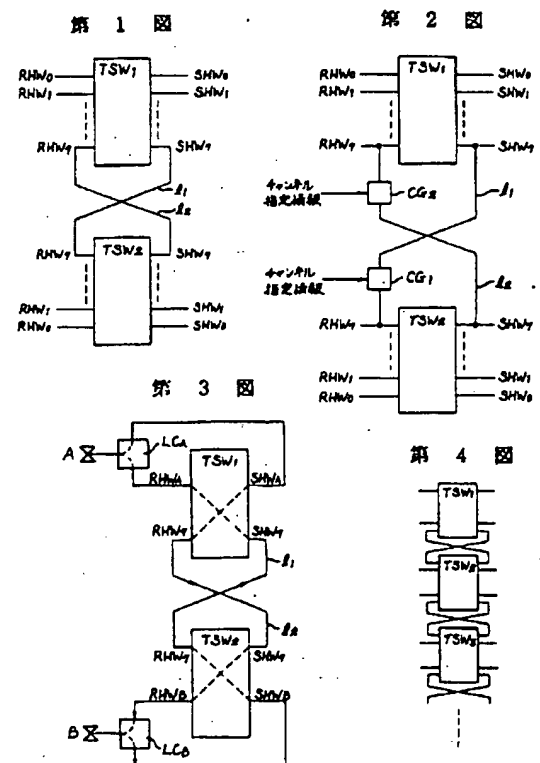 第 1 図
TSW1
RHW0
SHW0
RHW1
SHW1
RHW7
SHW7
l1
l2
RHW7
SHW7
TSW2
RHW1
SHW1
RHW0
SHW0
第 2 図
TSW1
RHW0
SHW0
RHW1
SHW1
RHW7
SHW7
チャンネル
指定情報
CG2
l1
チャンネル
指定情報
CG1
l2
RHW7
SHW7
TSW2
RHW1
SHW1
RHW0
SHW0
第 3 図
A
LCA
TSW1
RHWA
SHWA
RHW7
SHW7
l1
l2
TSW2
RHW7
SHW7
RHWB
SHWB
B
LCB
第 4 図
TSW1
TSW2